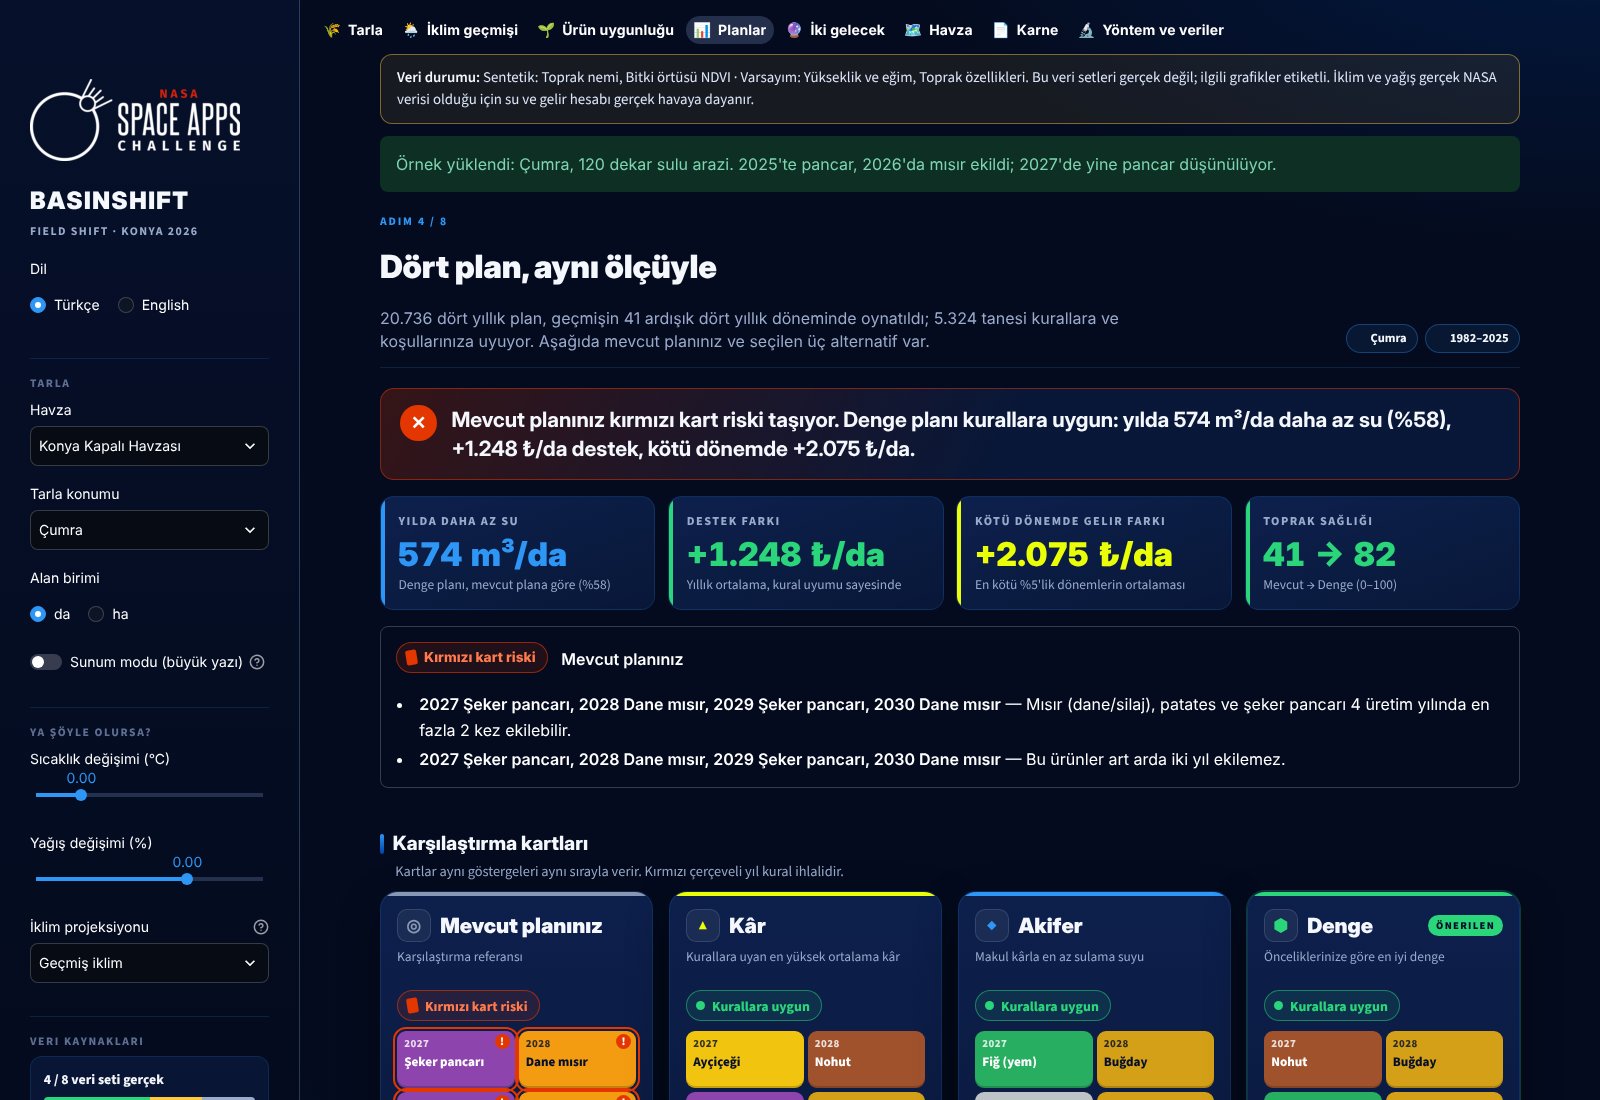 🌾 Tarla
🌦️ İklim geçmişi
🌱 Ürün uygunluğu
📊 Planlar
🔮 İki gelecek
🗺️ Havza
📄 Karne
🔬 Yöntem ve veriler
NASA
SPACE APPS
CHALLENGE
BASINSHIFT
FIELD SHIFT · KONYA 2026
Dil
Türkçe
English
TARLA
Havza
Konya Kapalı Havzası
Tarla konumu
Çumra
Alan birimi
da
ha
Sunum modu (büyük yazı)
YA ŞÖYLE OLURSA?
Sıcaklık değişimi (°C)
0.00
Yağış değişimi (%)
0.00
İklim projeksiyonu
Geçmiş iklim
VERI KAYNAKLARI
4 / 8 veri seti gerçek
Veri durumu: Sentetik: Toprak nemi, Bitki örtüsü NDVI · Varsayım: Yükseklik ve eğim, Toprak özellikleri. Bu veri setleri gerçek değil; ilgili grafikler etiketli. İklim ve yağış gerçek NASA
verisi olduğu için su ve gelir hesabı gerçek havaya dayanır.
Örnek yüklendi: Çumra, 120 dekar sulu arazi. 2025'te pancar, 2026'da mısır ekildi; 2027'de yine pancar düşünülüyor.
ADIM 4 / 8
Dört plan, aynı ölçüyle
20.736 dört yıllık plan, geçmişin 41 ardışık dört yıllık döneminde oynatıldı; 5.324 tanesi kurallara ve
koşullarınıza uyuyor. Aşağıda mevcut planınız ve seçilen üç alternatif var.
Çumra
1982–2025
Mevcut planınız kırmızı kart riski taşıyor. Denge planı kurallara uygun: yılda 574 m³/da daha az su (%58),
+1.248 ₺/da destek, kötü dönemde +2.075 ₺/da.
YILDA DAHA AZ SU
574 m³/da
Denge planı, mevcut plana göre (%58)
DESTEK FARKI
+1.248 ₺/da
Yıllık ortalama, kural uyumu sayesinde
KÖTÜ DÖNEMDE GELIR FARKI
+2.075 ₺/da
En kötü %5'lik dönemlerin ortalaması
TOPRAK SAĞLIĞI
41 → 82
Mevcut → Denge (0–100)
Kırmızı kart riski
Mevcut planınız
• 2027 Şeker pancarı, 2028 Dane mısır, 2029 Şeker pancarı, 2030 Dane mısır — Mısır (dane/silaj), patates ve şeker pancarı 4 üretim yılında en
fazla 2 kez ekilebilir.
• 2027 Şeker pancarı, 2028 Dane mısır, 2029 Şeker pancarı, 2030 Dane mısır — Bu ürünler art arda iki yıl ekilemez.
Karşılaştırma kartları
Kartlar aynı göstergeleri aynı sırayla verir. Kırmızı çerçeveli yıl kural ihlalidir.
Mevcut planınız
Karşılaştırma referansı
Kırmızı kart riski
2027
!
Şeker pancarı
2028
!
Dane mısır
Kâr
Kurallara uyan en yüksek ortalama kâr
Kurallara uygun
2027
Ayçiçeği
2028
Nohut
Akifer
Makul kârla en az sulama suyu
Kurallara uygun
2027
Fiğ (yem)
2028
Buğday
Denge
ÖNERILEN
Önceliklerinize göre en iyi denge
Kurallara uygun
2027
Nohut
2028
Buğday